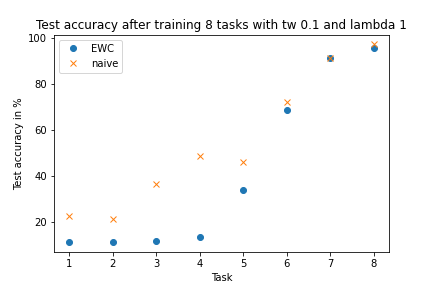 Test accuracy after training 8 tasks with tw 0.1 and lambda 1
EWC
naive
Test accuracy in %
100
80
60
40
20
1 2 3 4 5 6 7 8
Task